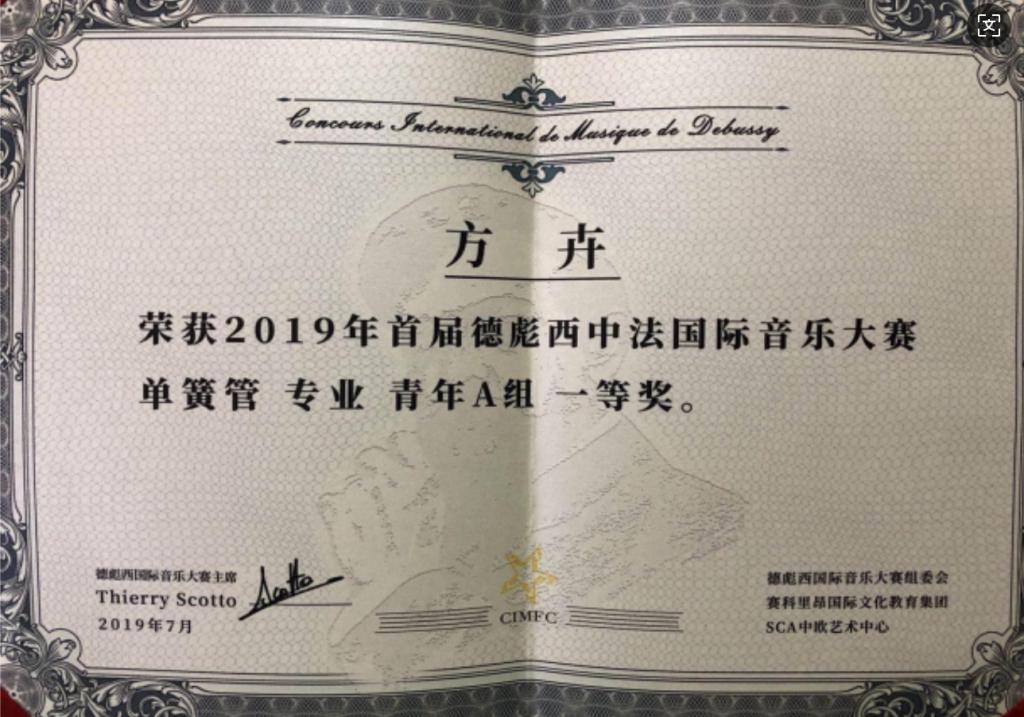 Concours International de Musique de Debussy
方 卉
荣获2019年首届德彪西中法国际音乐大赛
单簧管 专业 青年A组 一等奖。
德彪西国际音乐大赛主席
Thierry Scotto
2019年7月
Scotto
CIMFC
德彪西国际音乐大赛组委会
赛科里昂国际文化教育集团
SCA中欧艺术中心